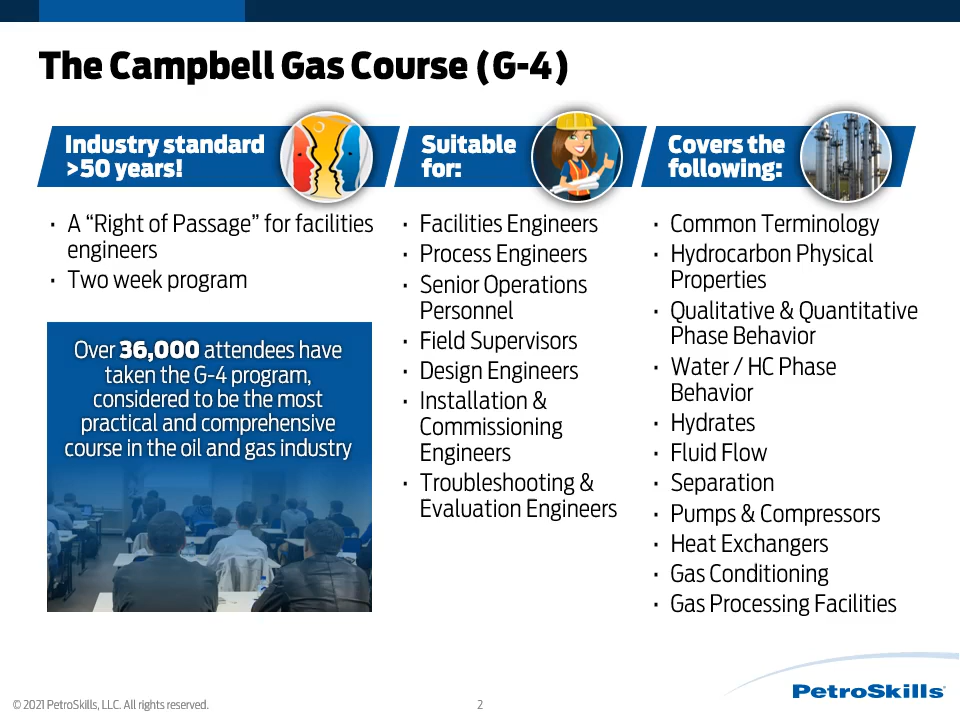 The Campbell Gas Course (G-4)
Industry standard
>50 years!
· A “Right of Passage” for facilities
engineers
· Two week program
Over 36,000 attendees have
taken the G-4 program,
considered to be the most
practical and comprehensive
course in the oil and gas industry
Suitable
for:
· Facilities Engineers
· Process Engineers
· Senior Operations
Personnel
· Field Supervisors
· Design Engineers
· Installation &
Commissioning
Engineers
· Troubleshooting &
Evaluation Engineers
Covers the
following:
· Common Terminology
· Hydrocarbon Physical
Properties
· Qualitative & Quantitative
Phase Behavior
· Water / HC Phase
Behavior
· Hydrates
· Fluid Flow
· Separation
· Pumps & Compressors
· Heat Exchangers
· Gas Conditioning
· Gas Processing Facilities
© 2021 PetroSkills, LLC. All rights reserved.
2
PetroSkills®